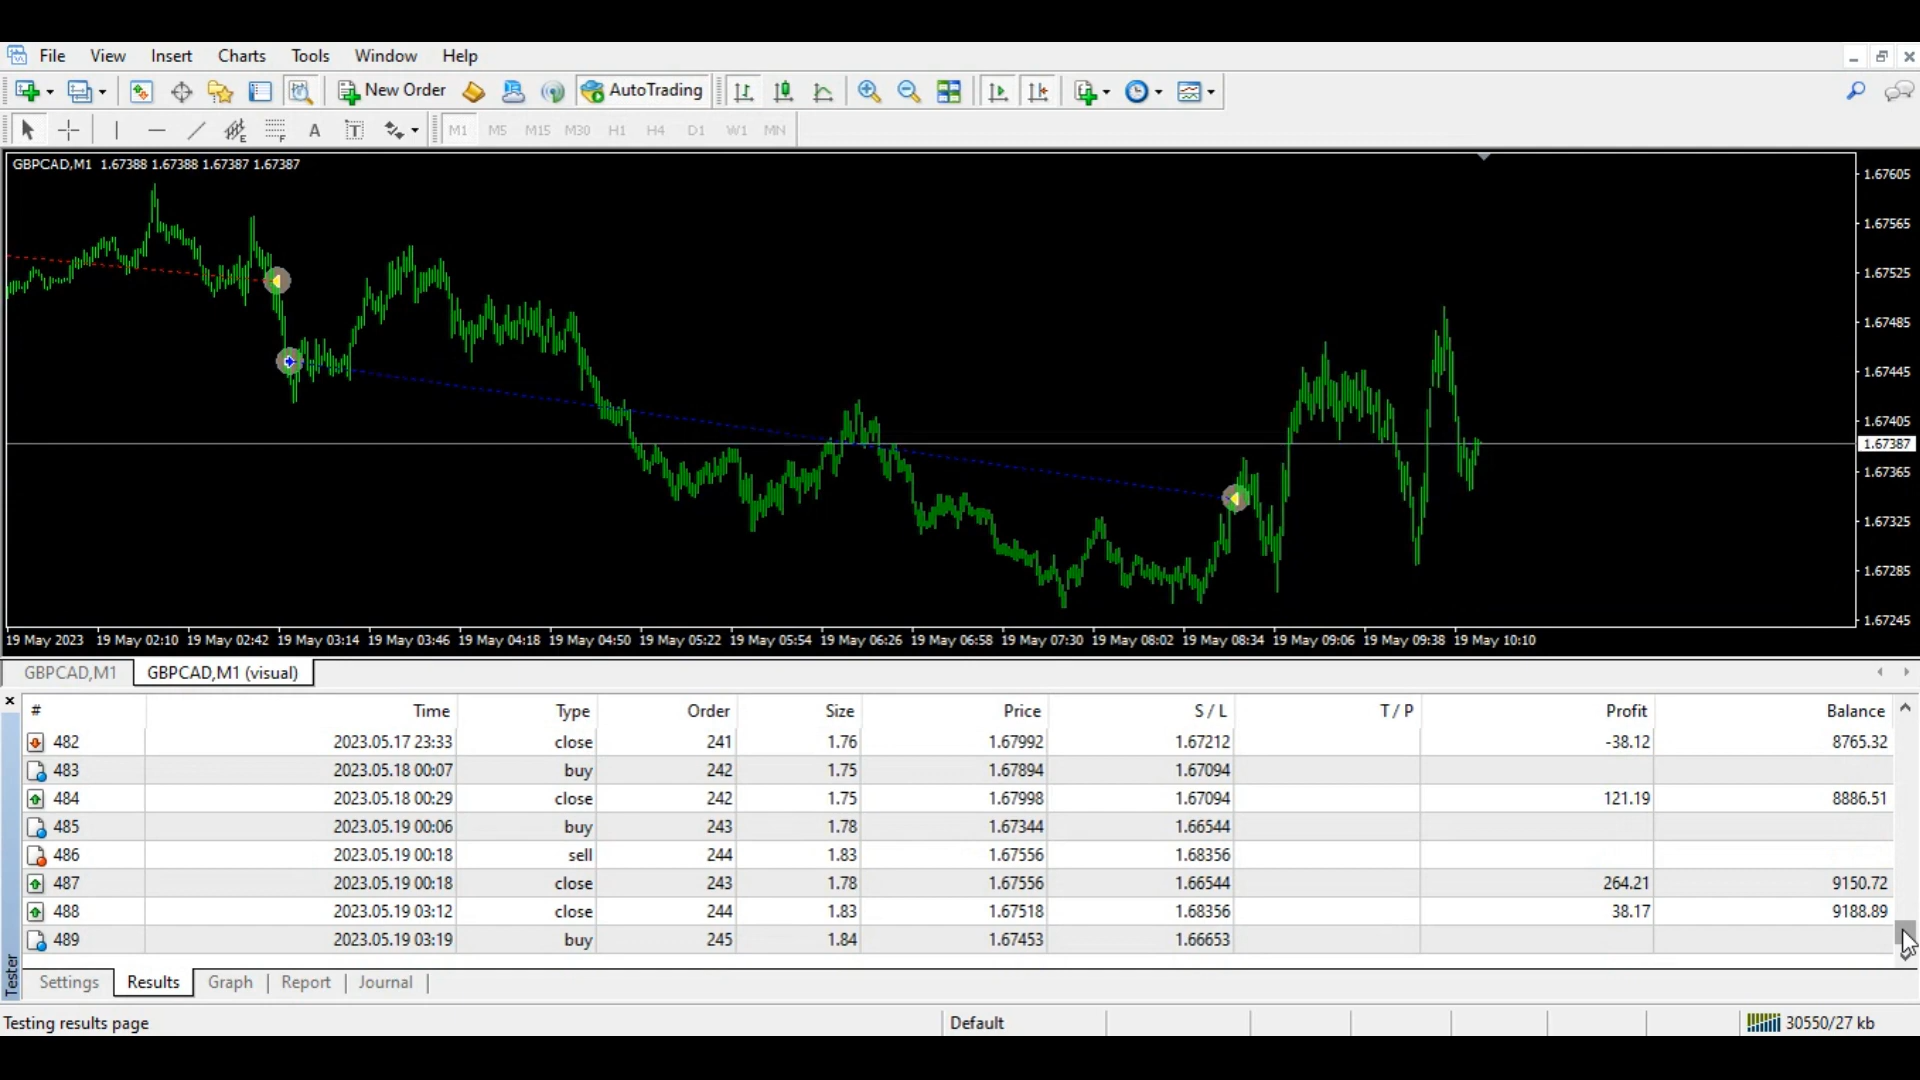 File View Insert Charts Tools Window Help
New Order AutoTrading
E F A T M1 M5 M15 M30 H1 H4 D1 W1 MN
GBPCAD,M1 1.67388 1.67388 1.67387 1.67387
1.67605
1.67565
1.67525
1.67485
1.67445
1.67405
1.67387
1.67365
1.67325
1.67285
1.67245
19 May 2023 19 May 02:10 19 May 02:42 19 May 03:14 19 May 03:46 19 May 04:18 19 May 04:50 19 May 05:22 19 May 05:54 19 May 06:26 19 May 06:58 19 May 07:30 19 May 08:02 19 May 08:34 19 May 09:06 19 May 09:38 19 May 10:10
GBPCAD,M1 GBPCAD,M1 (visual)
# Time Type Order Size Price S / L T / P Profit Balance
482 2023.05.17 23:33 close 241 1.76 1.67992 1.67212 -38.12 8765.32
483 2023.05.18 00:07 buy 242 1.75 1.67894 1.67094
484 2023.05.18 00:29 close 242 1.75 1.67998 1.67094 121.19 8886.51
485 2023.05.19 00:06 buy 243 1.78 1.67344 1.66544
486 2023.05.19 00:18 sell 244 1.83 1.67556 1.68356
487 2023.05.19 00:18 close 243 1.78 1.67556 1.66544 264.21 9150.72
488 2023.05.19 03:12 close 244 1.83 1.67518 1.68356 38.17 9188.89
489 2023.05.19 03:19 buy 245 1.84 1.67453 1.66653
Tester
Settings Results Graph Report Journal
Testing results page Default 30550/27 kb